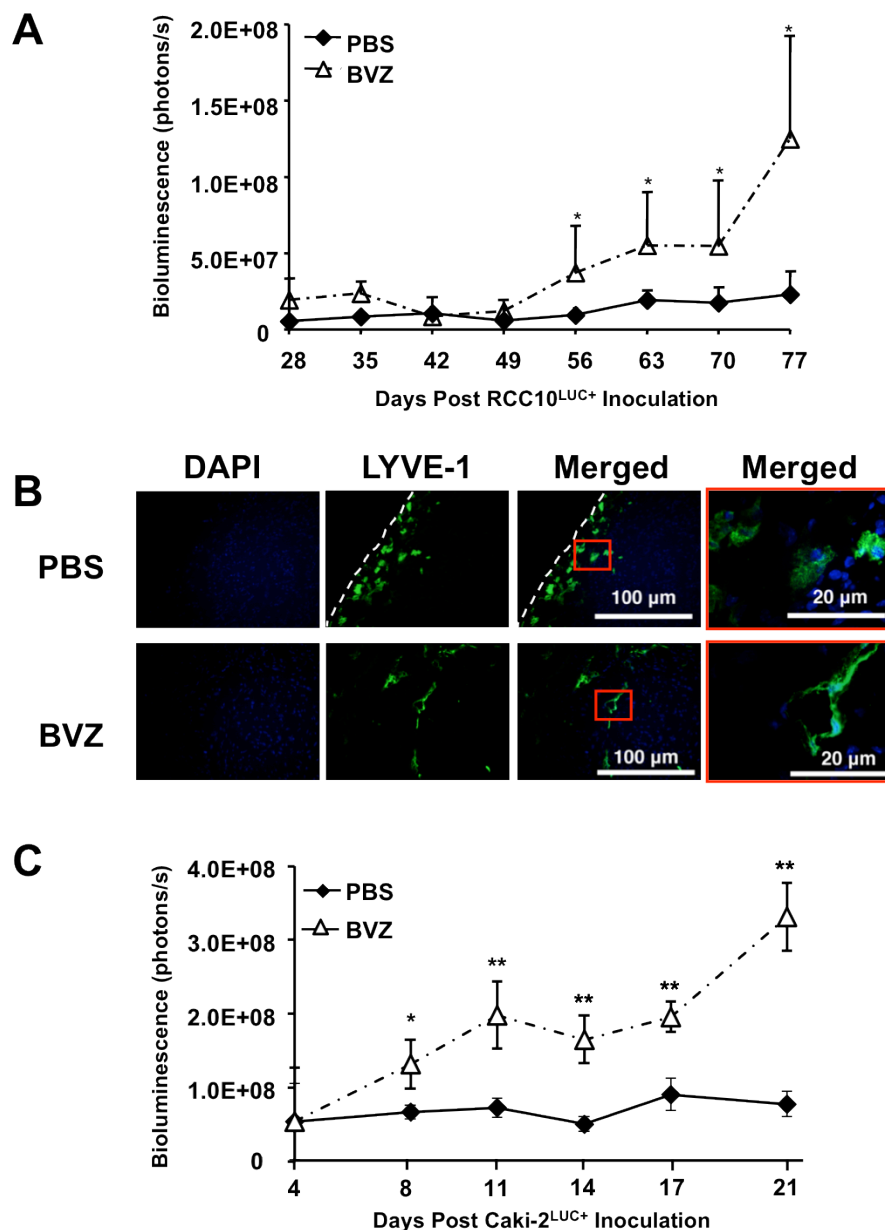 A
Bioluminescence (photons/s)
2.0E+08
1.5E+08
1.0E+08
5.0E+07
0
PBS
BVZ
*
*
*
*
28 35 42 49 56 63 70 77
Days Post RCC10LUC+ Inoculation
B
DAPI LYVE-1 Merged Merged
PBS
100 µm
20 µm
BVZ
100 µm
20 µm
C
Bioluminescence (photons/s)
4.0E+08
3.0E+08
2.0E+08
1.0E+08
0
PBS
BVZ
*
**
**
**
**
4 8 11 14 17 21
Days Post Caki-2LUC+ Inoculation